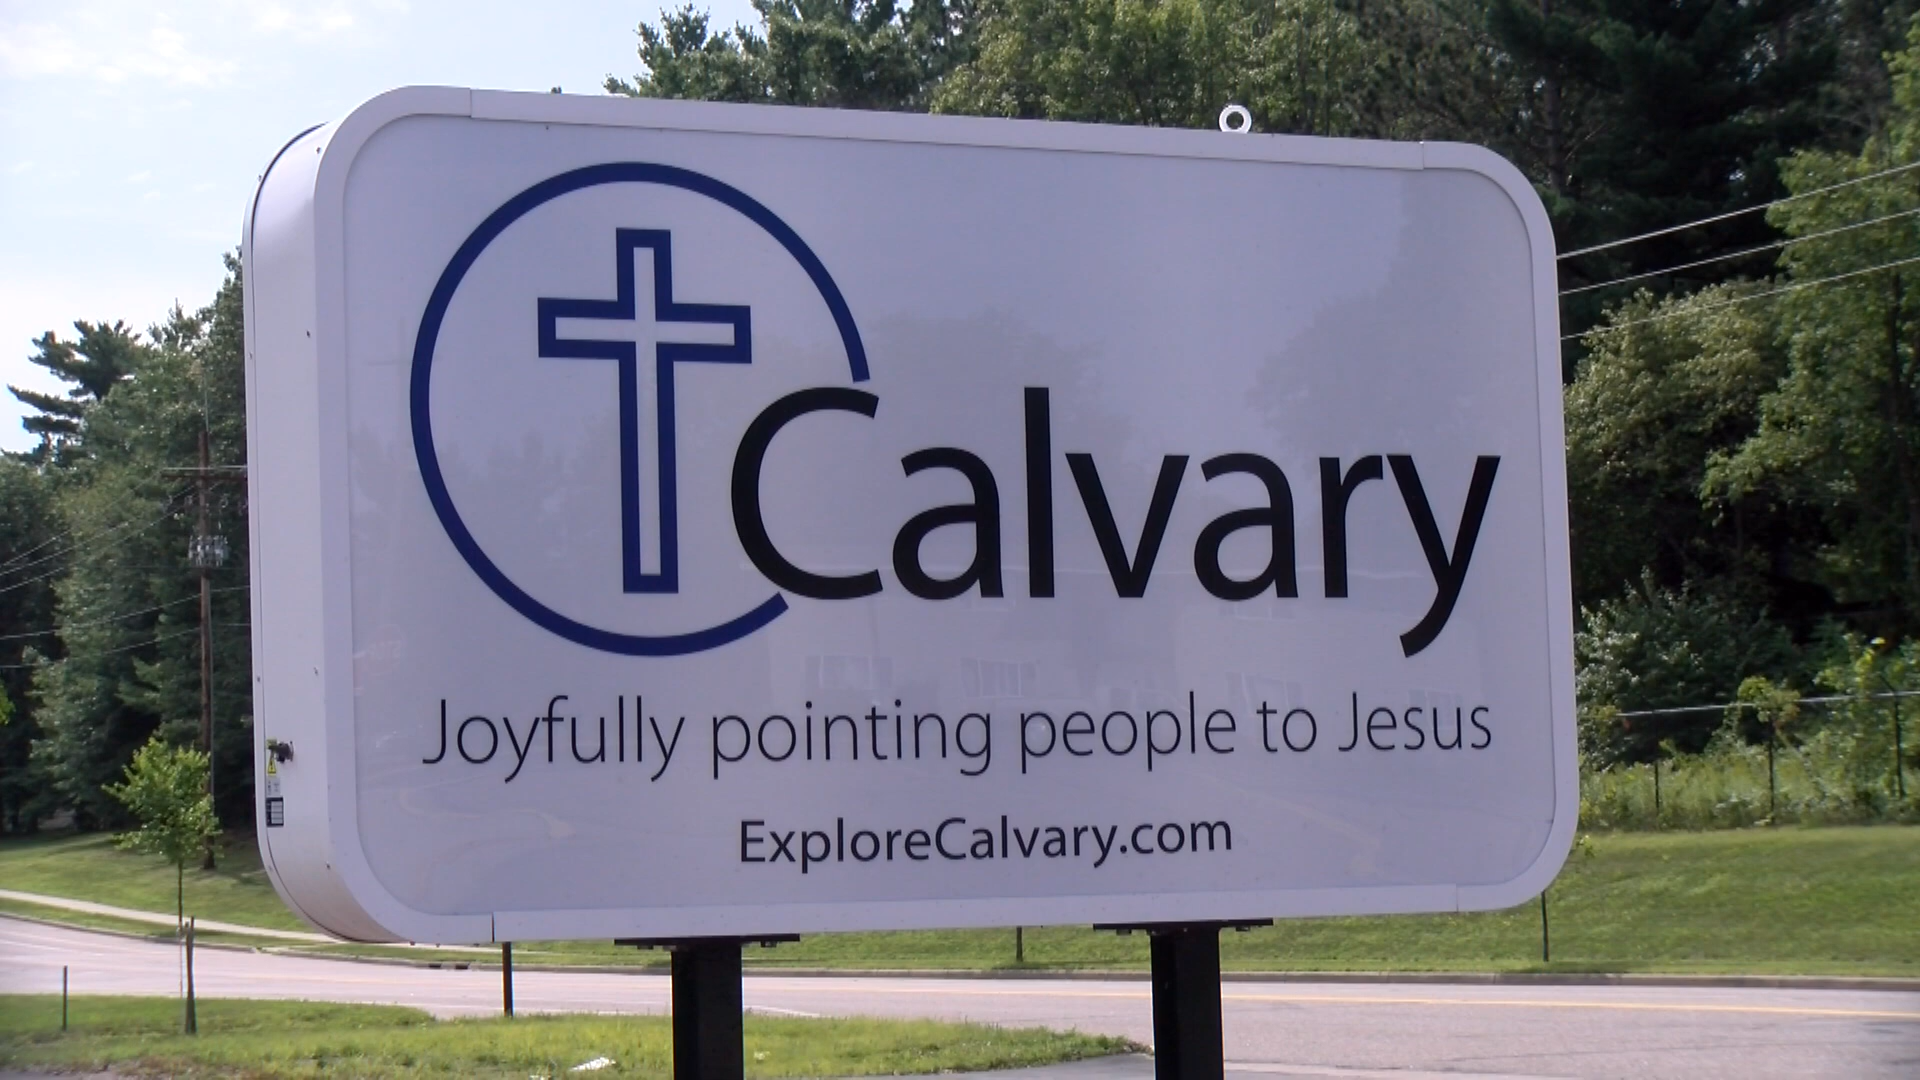 Calvary
Joyfully pointing people to Jesus
ExploreCalvary.com